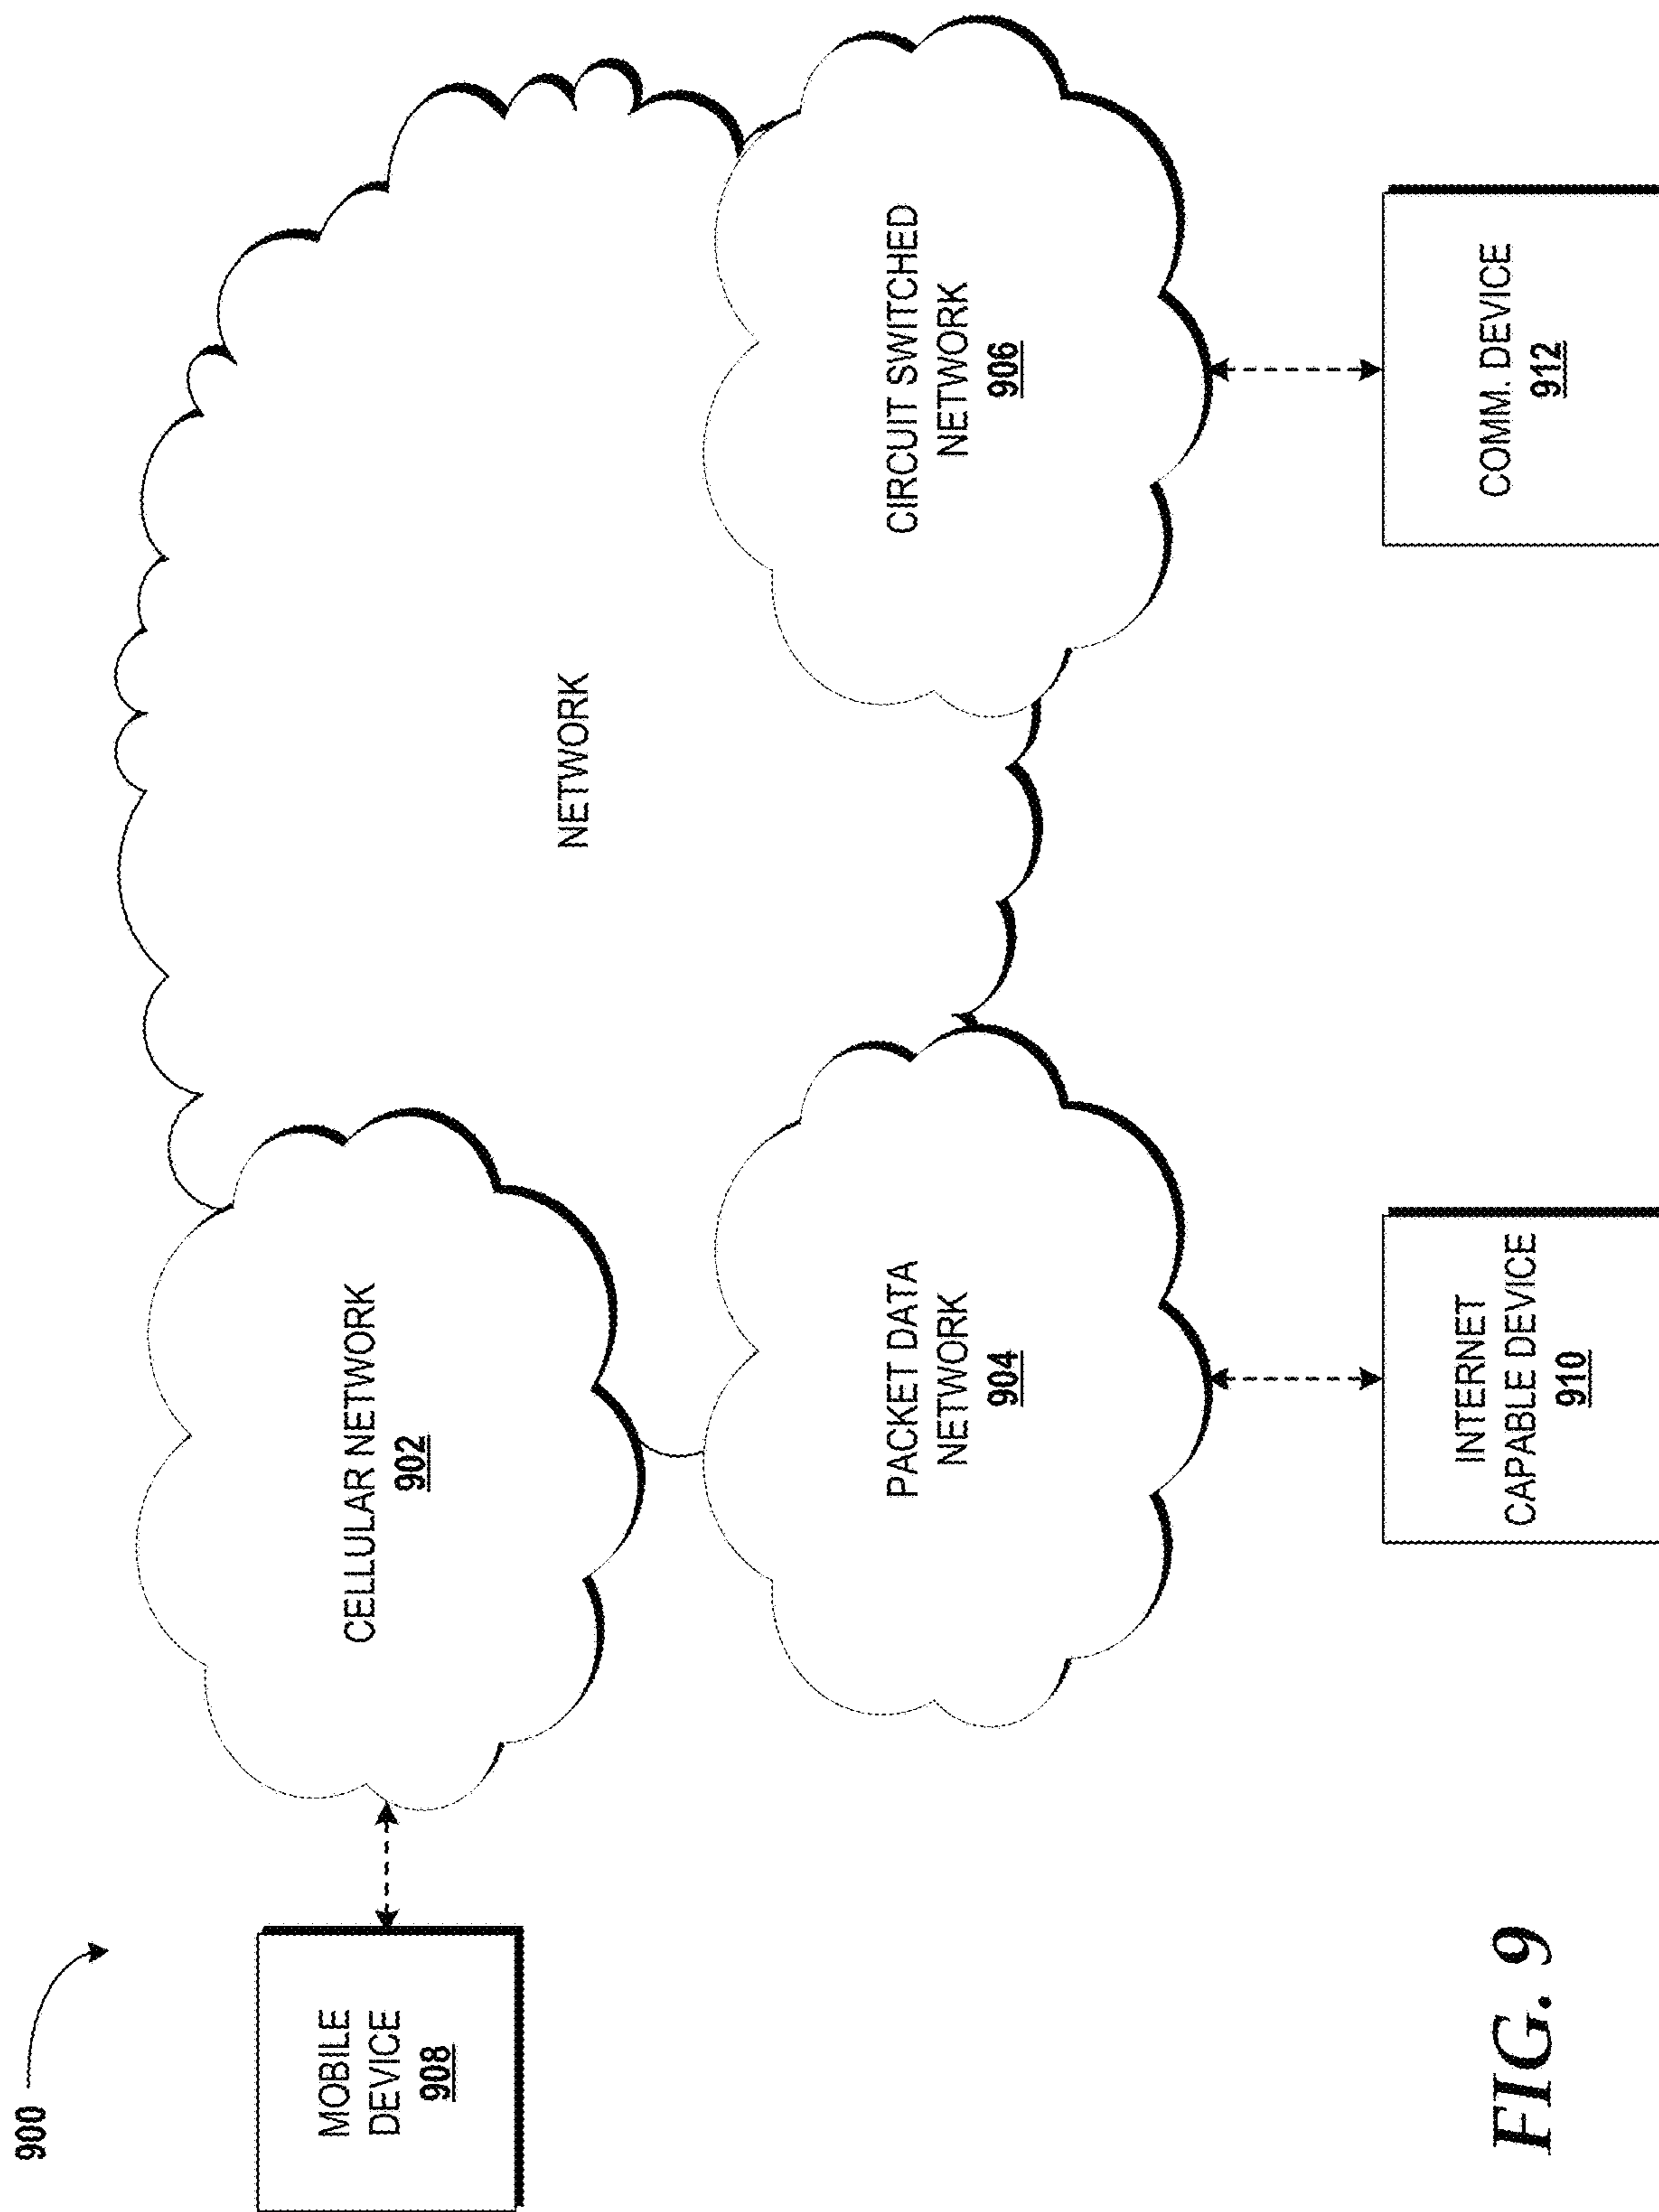 900
MOBILE
DEVICE
908
CELLULAR NETWORK
902
NETWORK
PACKET DATA
NETWORK
904
CIRCUIT SWITCHED
NETWORK
906
INTERNET
CAPABLE DEVICE
910
COMM. DEVICE
912
FIG. 9